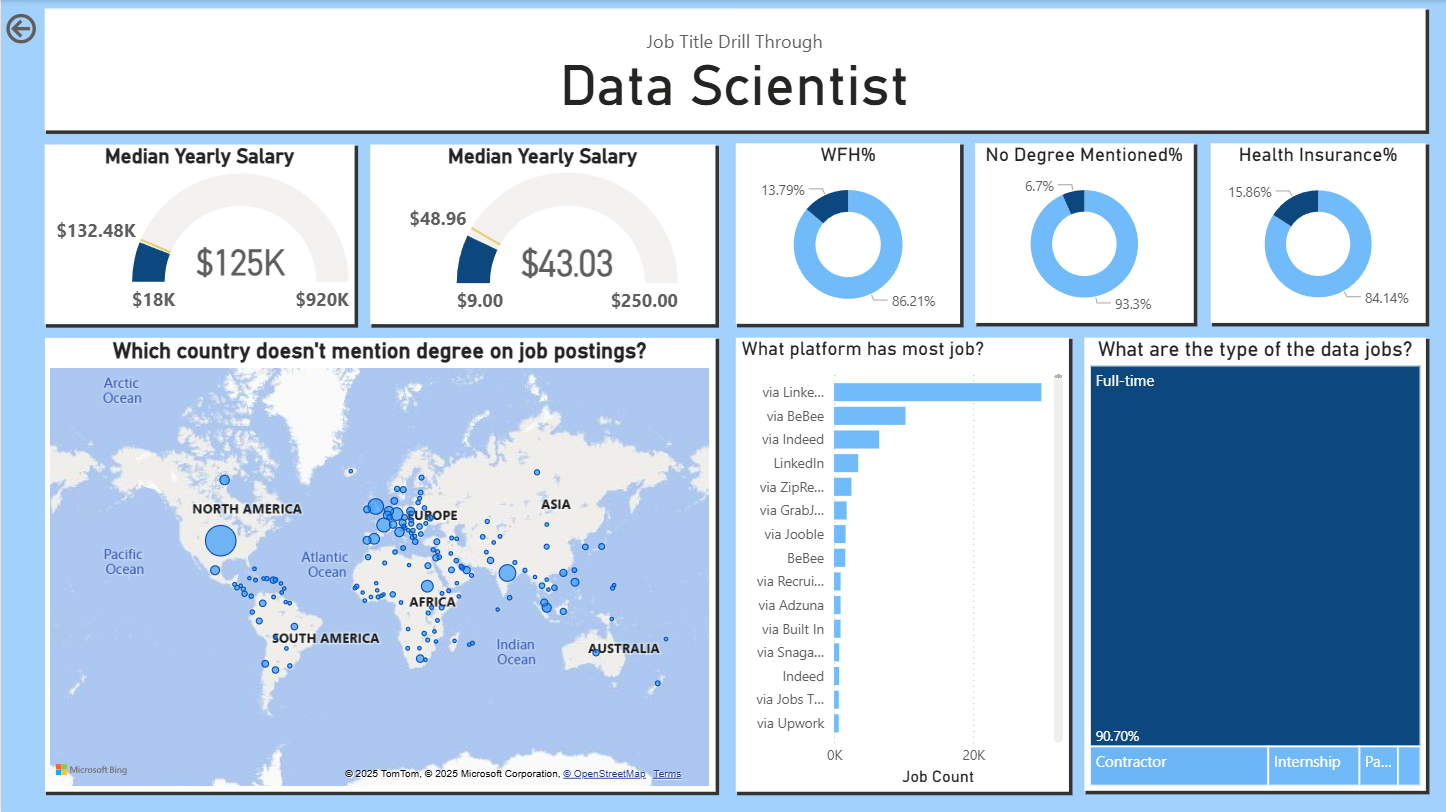 Job Title Drill Through
Data Scientist
Median Yearly Salary
$132.48K
$125K
$18K
$920K
Median Yearly Salary
$48.96
$43.03
$9.00
$250.00
WFH%
13.79%
86.21%
No Degree Mentioned%
6.7%
93.3%
Health Insurance%
15.86%
84.14%
Which country doesn't mention degree on job postings?
Arctic
Ocean
NORTH AMERICA
EUROPE
ASIA
Pacific
Ocean
Atlantic
Ocean
AFRICA
SOUTH AMERICA
Indian
Ocean
AUSTRALIA
Microsoft Bing
© 2025 TomTom, © 2025 Microsoft Corporation, © OpenStreetMap Terms
What platform has most job?
via Linke...
via BeBee
via Indeed
LinkedIn
via ZipRe...
via GrabJ...
via Jooble
BeBee
via Recrui...
via Adzuna
via Built In
via Snaga...
Indeed
via Jobs T...
via Upwork
0K
20K
Job Count
What are the type of the data jobs?
Full-time
90.70%
Contractor
Internship
Pa...